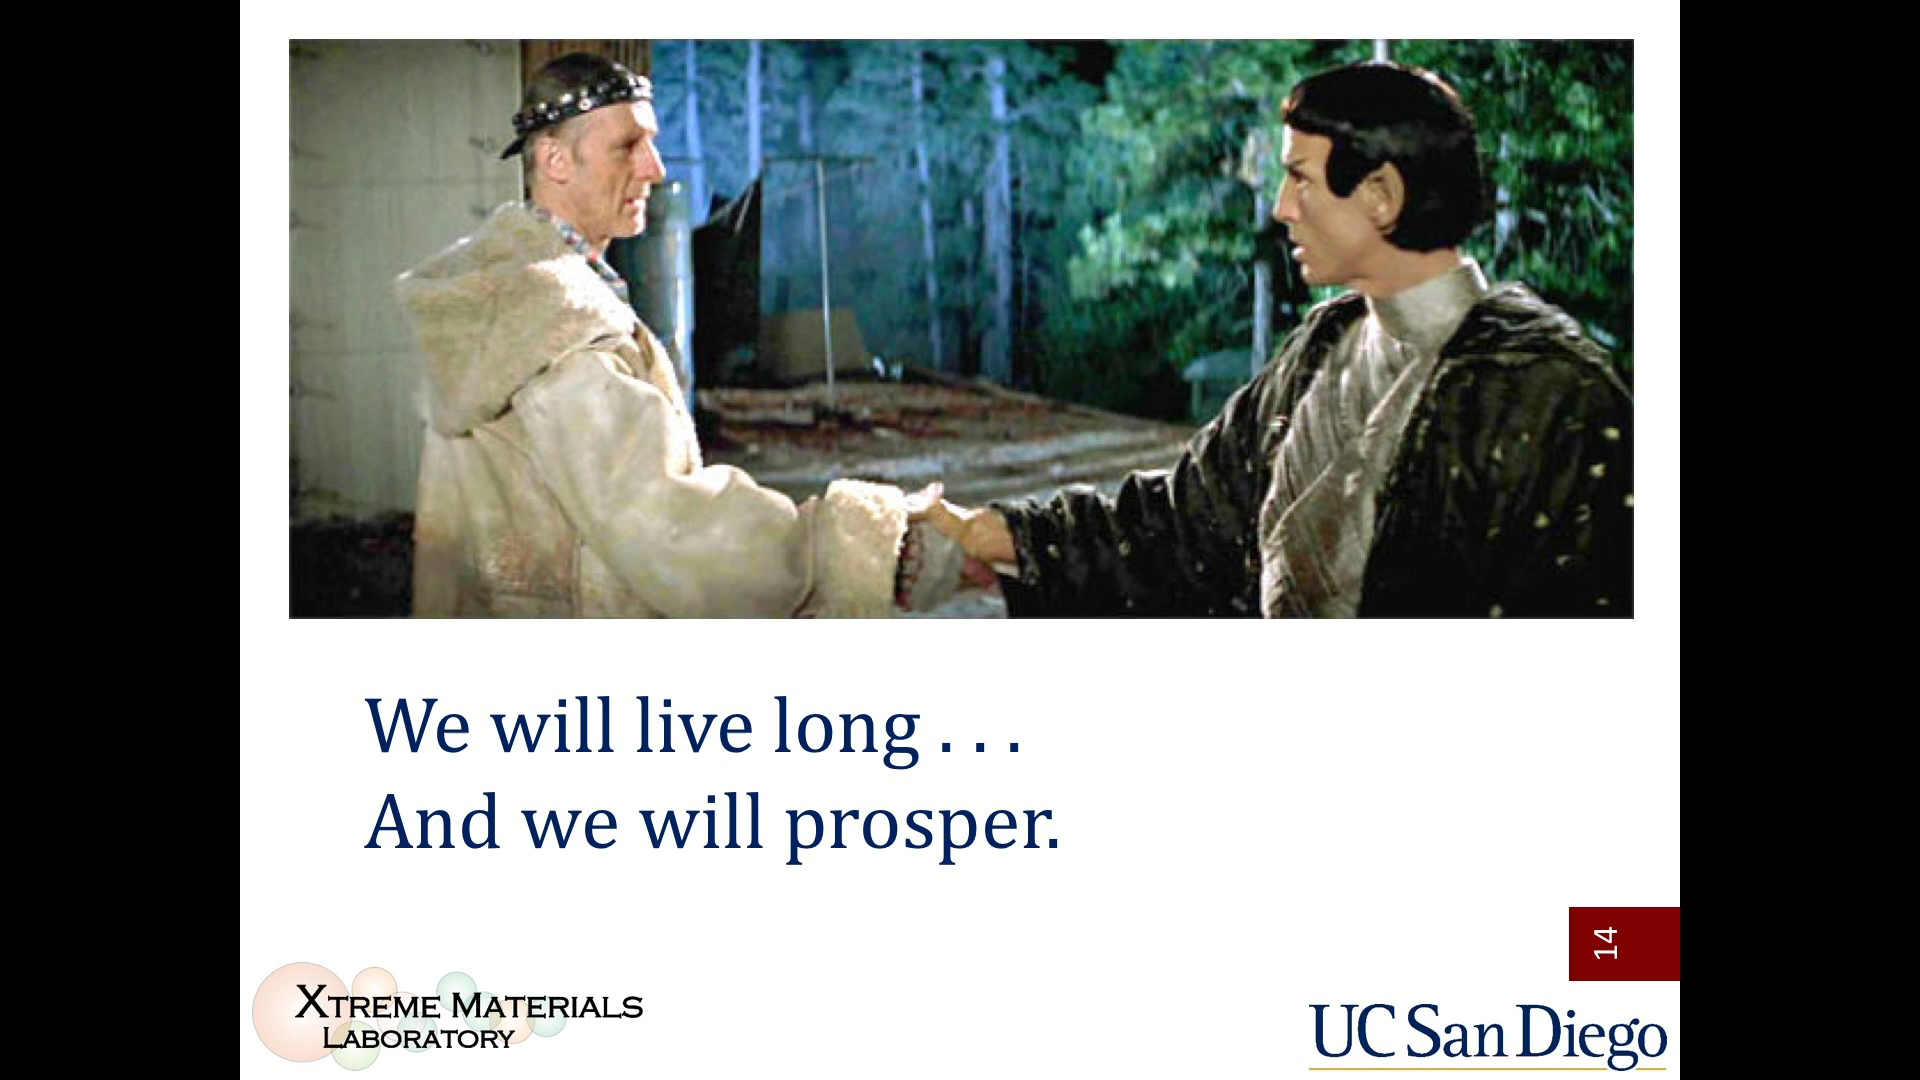 We will live long . . .
And we will prosper.
14
XTREME MATERIALS
LABORATORY
UC San Diego